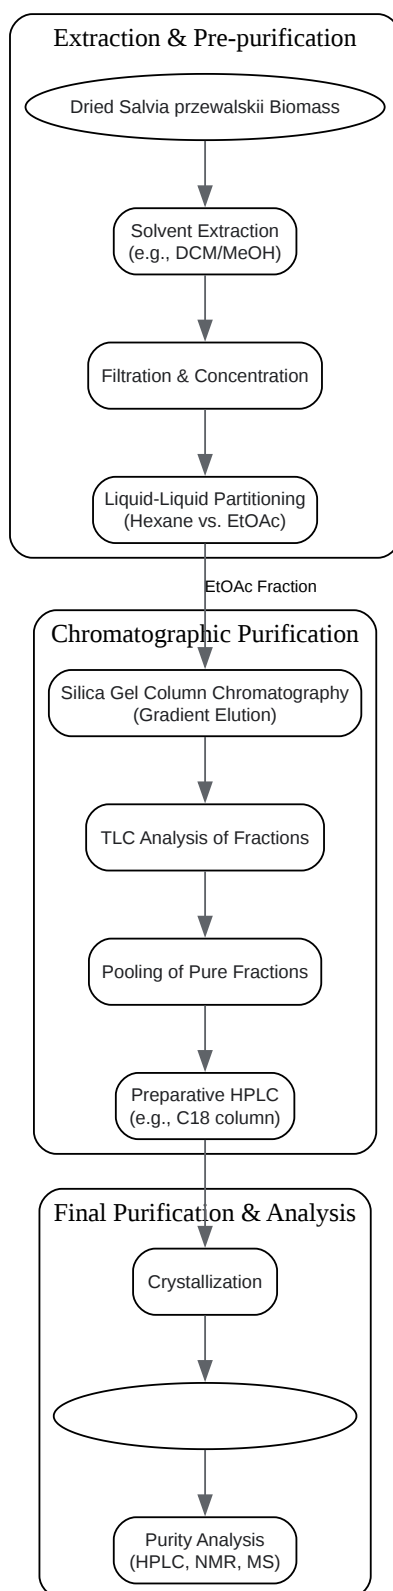 Extraction & Pre-purification
Dried Salvia przewalskii Biomass
Solvent Extraction
(e.g., DCM/MeOH)
Filtration & Concentration
Liquid-Liquid Partitioning
(Hexane vs. EtOAc)
EtOAc Fraction
Chromatographic Purification
Silica Gel Column Chromatography
(Gradient Elution)
TLC Analysis of Fractions
Pooling of Pure Fractions
Preparative HPLC
(e.g., C18 column)
Final Purification & Analysis
Crystallization
Purity Analysis
(HPLC, NMR, MS)